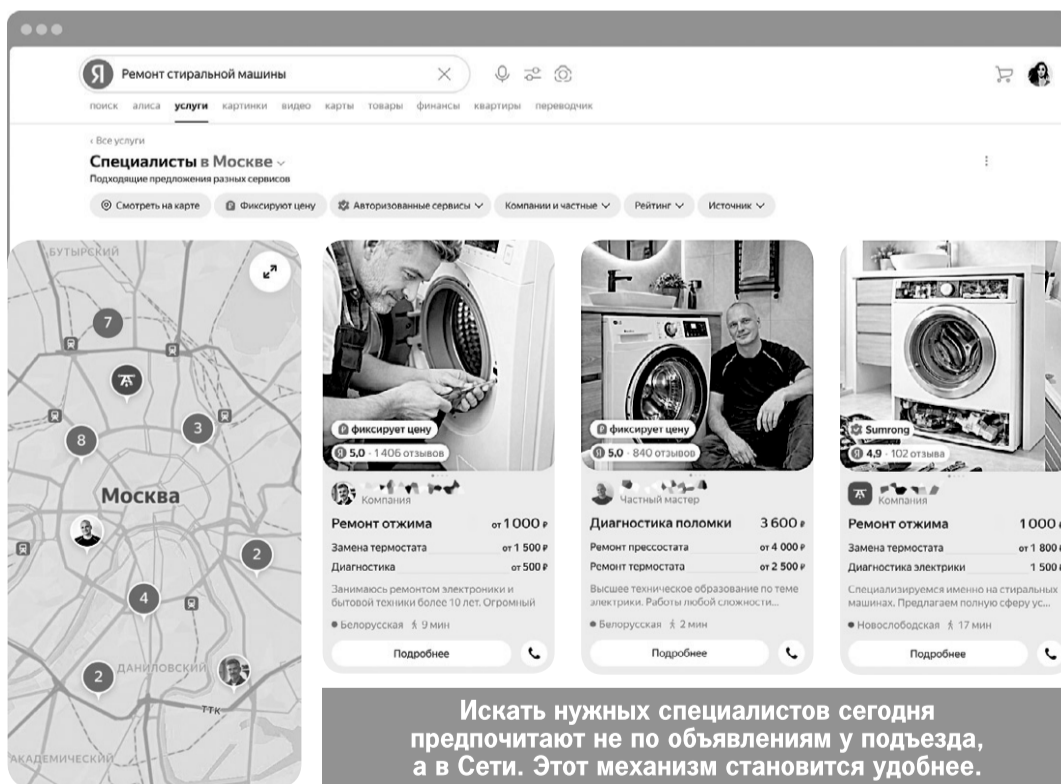 Я Ремонт стиральной машины
поиск алиса услуги картинки видео карты товары финансы квартиры переводчик
‹ Все услуги
Специалисты в Москве
Подходящие предложения разных сервисов
Смотреть на карте Фиксируют цену Авторизованные сервисы Компании и частные Рейтинг Источник
БУТЫРСКИЙ
7
8
3
Москва
2
4
2
ДАНИЛОВСКИЙ
ТТК
АКАДЕМИЧЕСКИЙ
фиксирует цену
Я 5,0 · 1 406 отзывов
Компания
Ремонт отжима от 1 000 ₽
Замена термостата от 1 500 ₽
Диагностика от 500 ₽
Занимаюсь ремонтом электроники и
бытовой техники более 10 лет. Огромный
Белорусская 9 мин
Подробнее
фиксирует цену
Я 5,0 · 840 отзывов
Частный мастер
Диагностика поломки 3 600 ₽
Ремонт прессостата от 4 000 ₽
Ремонт термостата от 2 500 ₽
Высшее техническое образование по теме
электрики. Работы любой сложности...
Белорусская 2 мин
Подробнее
Sumrong
Я 4,9 · 102 отзыва
Компания
Ремонт отжима 1 000 ₽
Замена термостата от 1 800 ₽
Диагностика электрики 1 500 ₽
Специализируемся именно на стиральных
машинах. Предлагаем полную сферу ус...
Новослободская 17 мин
Подробнее
Искать нужных специалистов сегодня
предпочитают не по объявлениям у подъезда,
а в Сети. Этот механизм становится удобнее.